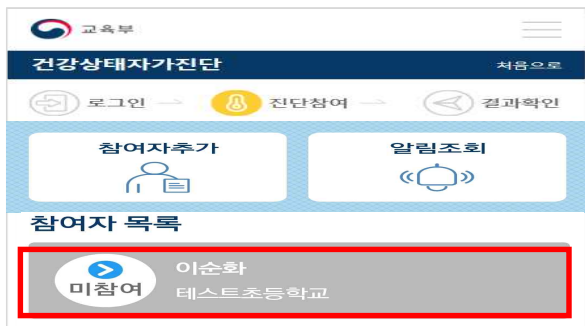 교육부
건강상태자가진단 처음으로
로그인 진단참여 결과확인
참여자추가 알림조회
참여자 목록
이순화
미참여 테스트초등학교